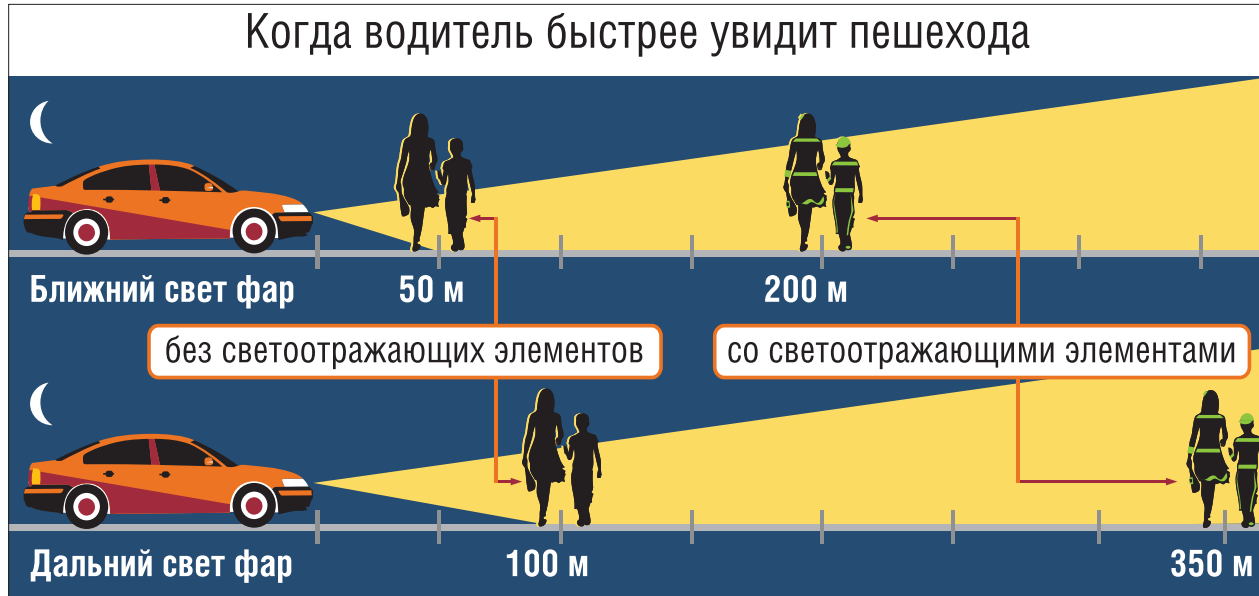 Когда водитель быстрее увидит пешехода
Ближний свет фар
50 м
200 м
без светоотражающих элементов
со светоотражающими элементами
Дальний свет фар
100 м
350 м